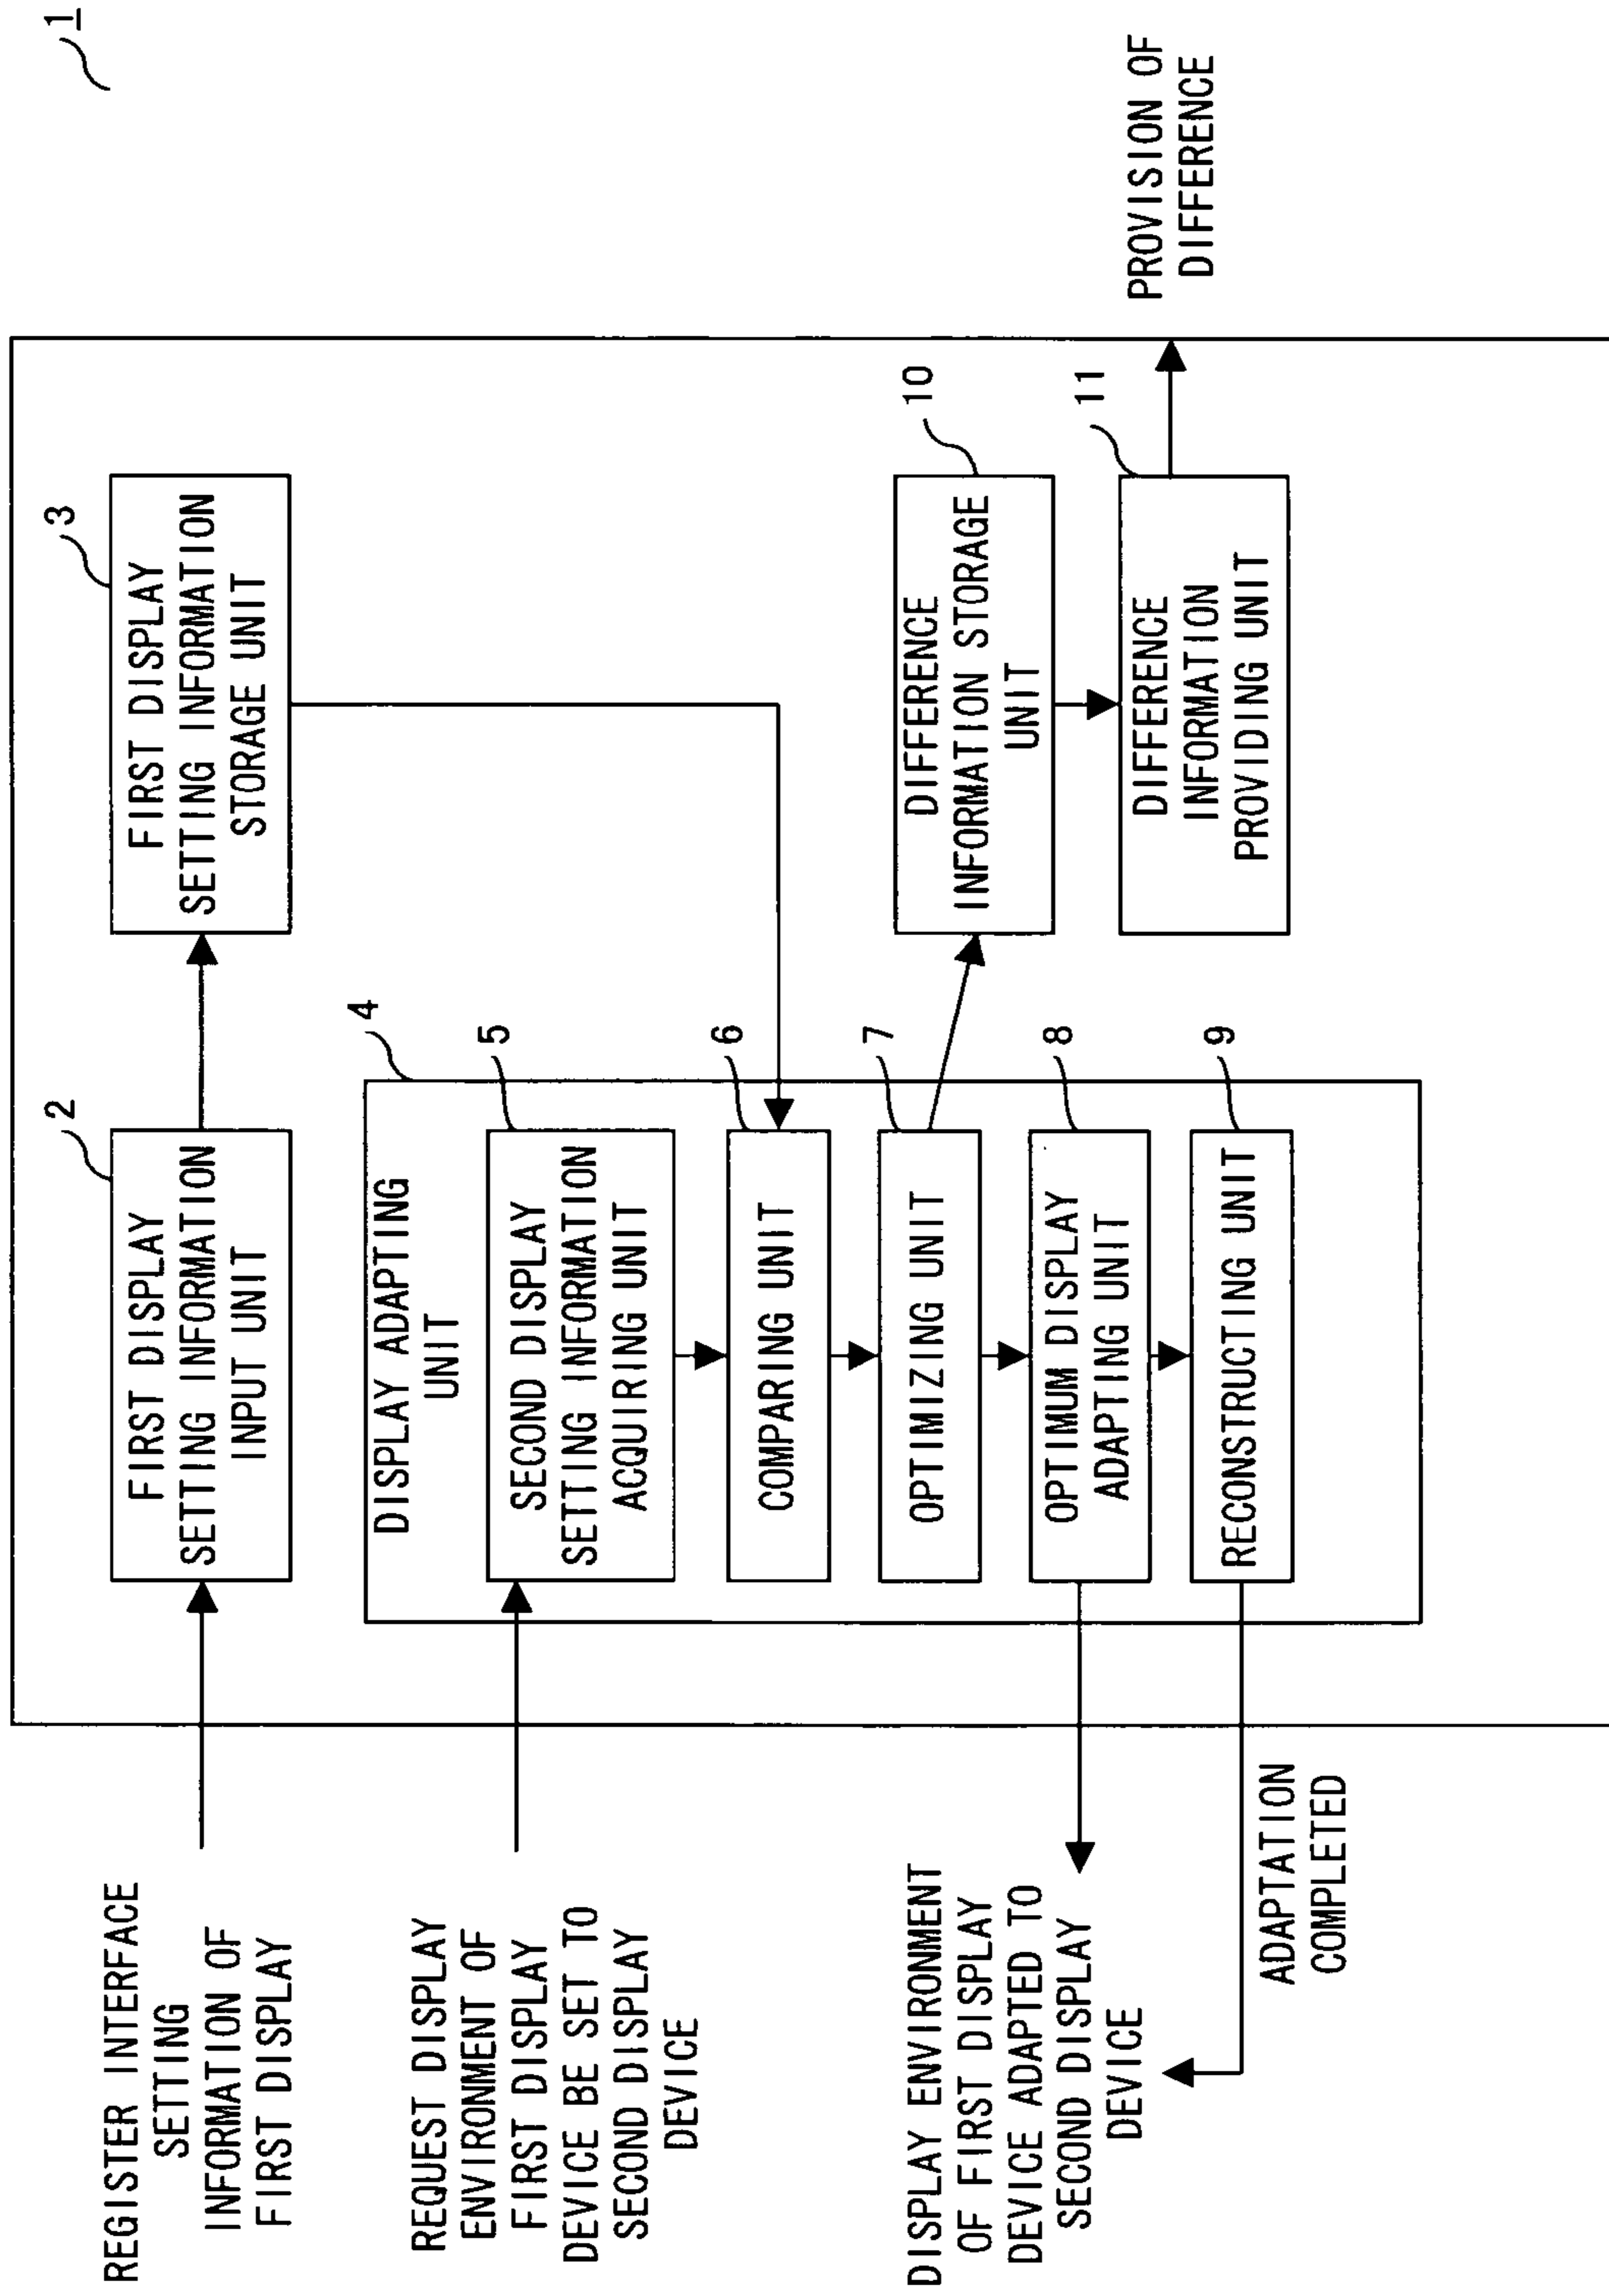 1
REGISTER INTERFACE
SETTING
INFORMATION OF
FIRST DISPLAY
2
FIRST DISPLAY
SETTING INFORMATION
INPUT UNIT
3
FIRST DISPLAY
SETTING INFORMATION
STORAGE UNIT
4
DISPLAY ADAPTING
UNIT
REQUEST DISPLAY
ENVIRONMENT OF
FIRST DISPLAY
DEVICE BE SET TO
SECOND DISPLAY
DEVICE
5
SECOND DISPLAY
SETTING INFORMATION
ACQUIRING UNIT
6
COMPARING UNIT
7
OPTIMIZING UNIT
10
DIFFERENCE
INFORMATION STORAGE
UNIT
DISPLAY ENVIRONMENT
OF FIRST DISPLAY
DEVICE ADAPTED TO
SECOND DISPLAY
DEVICE
8
OPTIMUM DISPLAY
ADAPTING UNIT
11
DIFFERENCE
INFORMATION
PROVIDING UNIT
PROVISION OF
DIFFERENCE
9
RECONSTRUCTING UNIT
ADAPTATION
COMPLETED